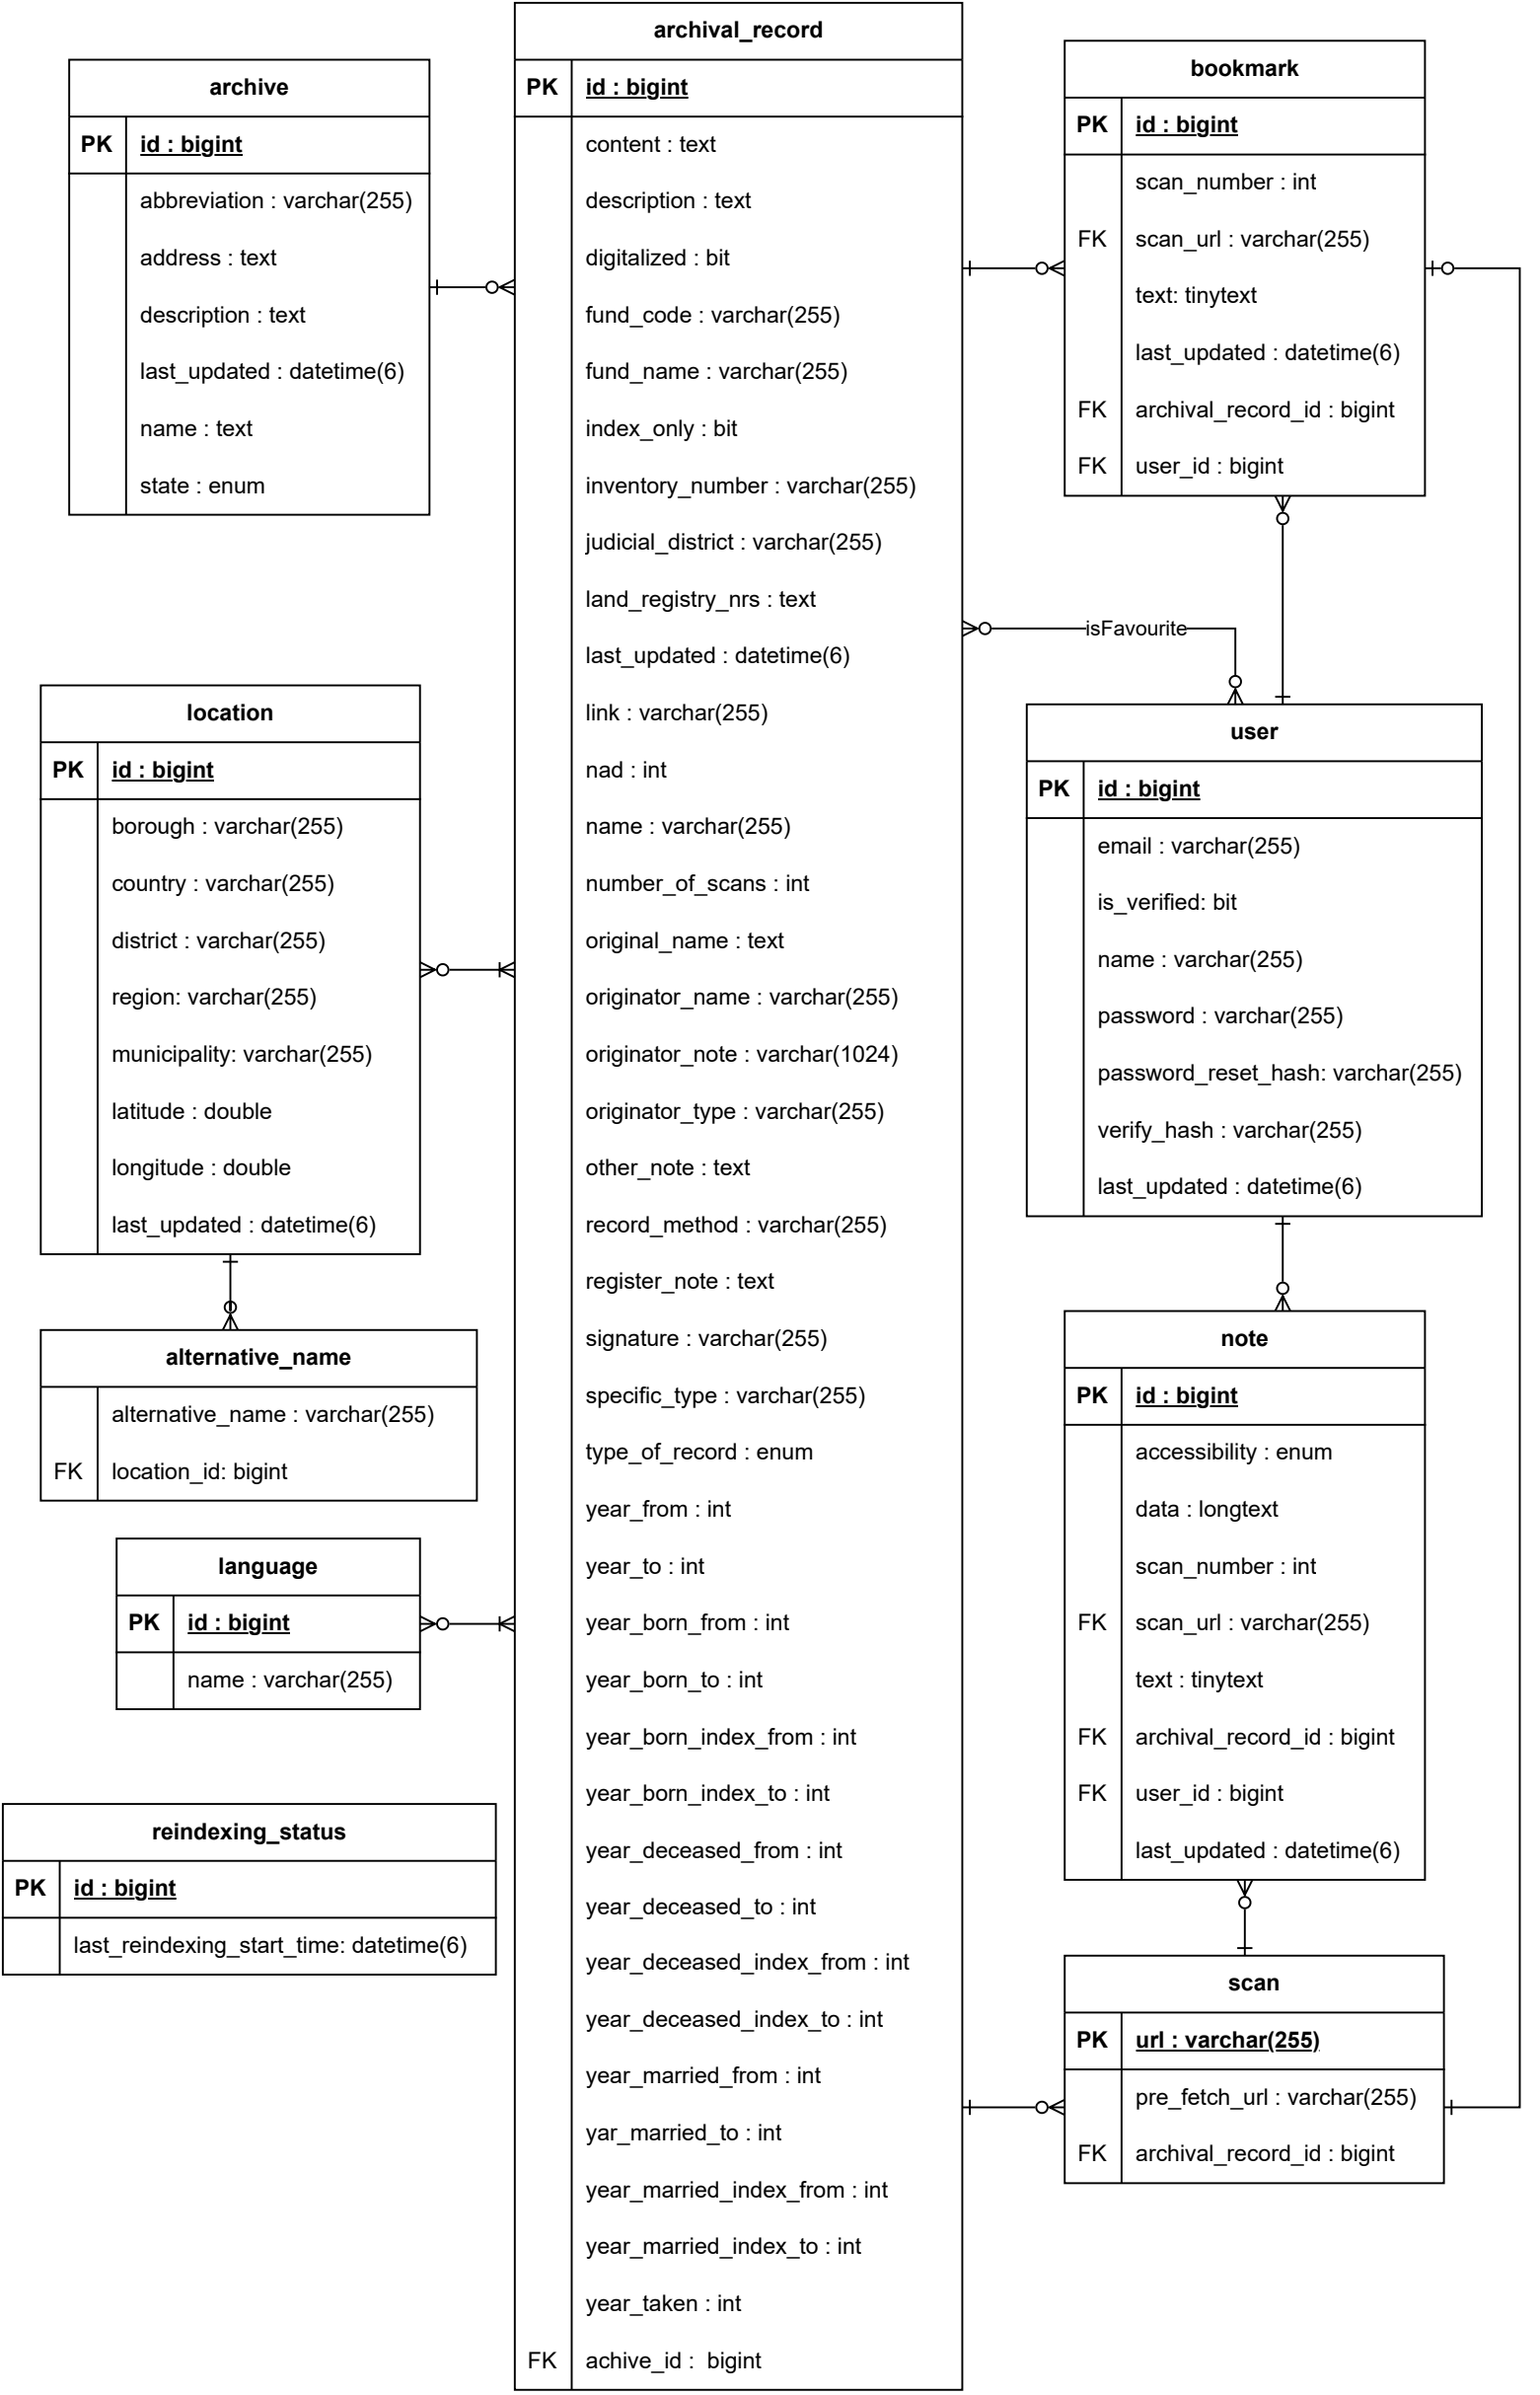 archive
PK id : bigint
abbreviation : varchar(255)
address : text
description : text
last_updated : datetime(6)
name : text
state : enum
location
PK id : bigint
borough : varchar(255)
country : varchar(255)
district : varchar(255)
region: varchar(255)
municipality: varchar(255)
latitude : double
longitude : double
last_updated : datetime(6)
alternative_name
alternative_name : varchar(255)
FK location_id: bigint
language
PK id : bigint
name : varchar(255)
reindexing_status
PK id : bigint
last_reindexing_start_time: datetime(6)
archival_record
PK id : bigint
content : text
description : text
digitalized : bit
fund_code : varchar(255)
fund_name : varchar(255)
index_only : bit
inventory_number : varchar(255)
judicial_district : varchar(255)
land_registry_nrs : text
last_updated : datetime(6)
link : varchar(255)
nad : int
name : varchar(255)
number_of_scans : int
original_name : text
originator_name : varchar(255)
originator_note : varchar(1024)
originator_type : varchar(255)
other_note : text
record_method : varchar(255)
register_note : text
signature : varchar(255)
specific_type : varchar(255)
type_of_record : enum
year_from : int
year_to : int
year_born_from : int
year_born_to : int
year_born_index_from : int
year_born_index_to : int
year_deceased_from : int
year_deceased_to : int
year_deceased_index_from : int
year_deceased_index_to : int
year_married_from : int
yar_married_to : int
year_married_index_from : int
year_married_index_to : int
year_taken : int
FK achive_id : bigint
bookmark
PK id : bigint
scan_number : int
FK scan_url : varchar(255)
text: tinytext
last_updated : datetime(6)
FK archival_record_id : bigint
FK user_id : bigint
isFavourite
user
PK id : bigint
email : varchar(255)
is_verified: bit
name : varchar(255)
password : varchar(255)
password_reset_hash: varchar(255)
verify_hash : varchar(255)
last_updated : datetime(6)
note
PK id : bigint
accessibility : enum
data : longtext
scan_number : int
FK scan_url : varchar(255)
text : tinytext
FK archival_record_id : bigint
FK user_id : bigint
last_updated : datetime(6)
scan
PK url : varchar(255)
pre_fetch_url : varchar(255)
FK archival_record_id : bigint